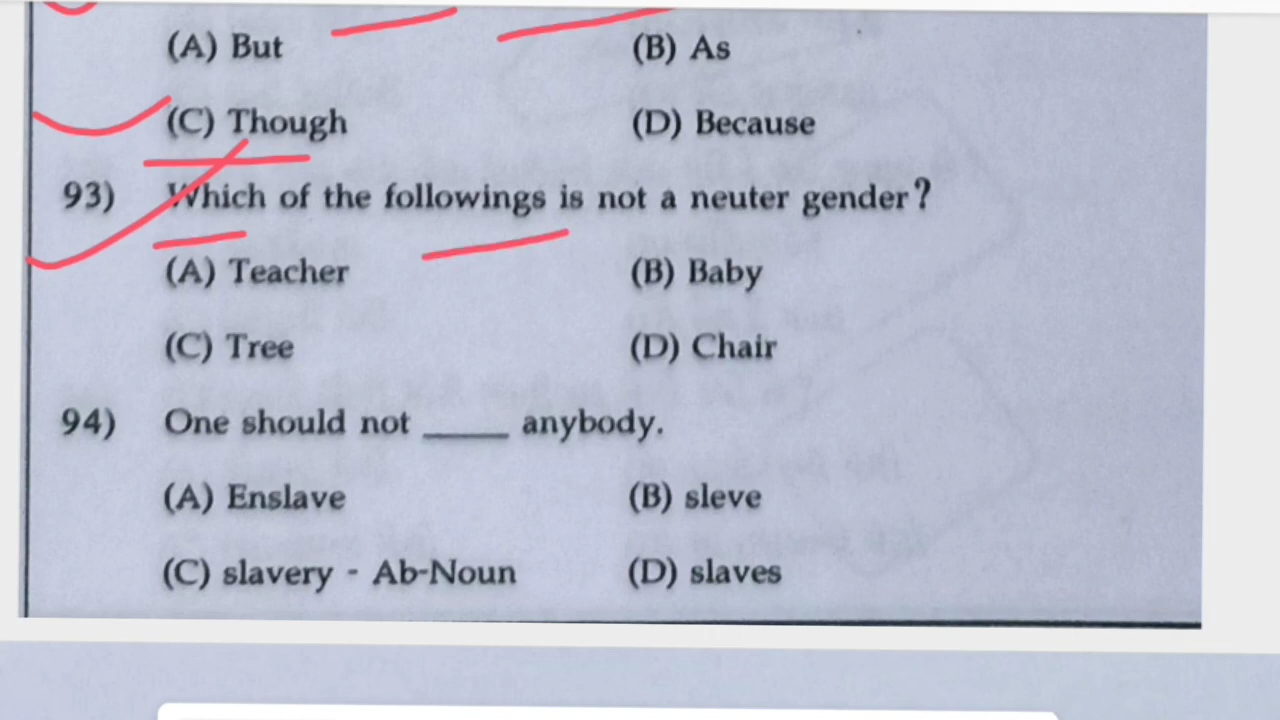 (A) But (B) As
(C) Though (D) Because
93) Which of the followings is not a neuter gender?
(A) Teacher (B) Baby
(C) Tree (D) Chair
94) One should not _____ anybody.
(A) Enslave (B) sleve
(C) slavery - Ab-Noun (D) slaves